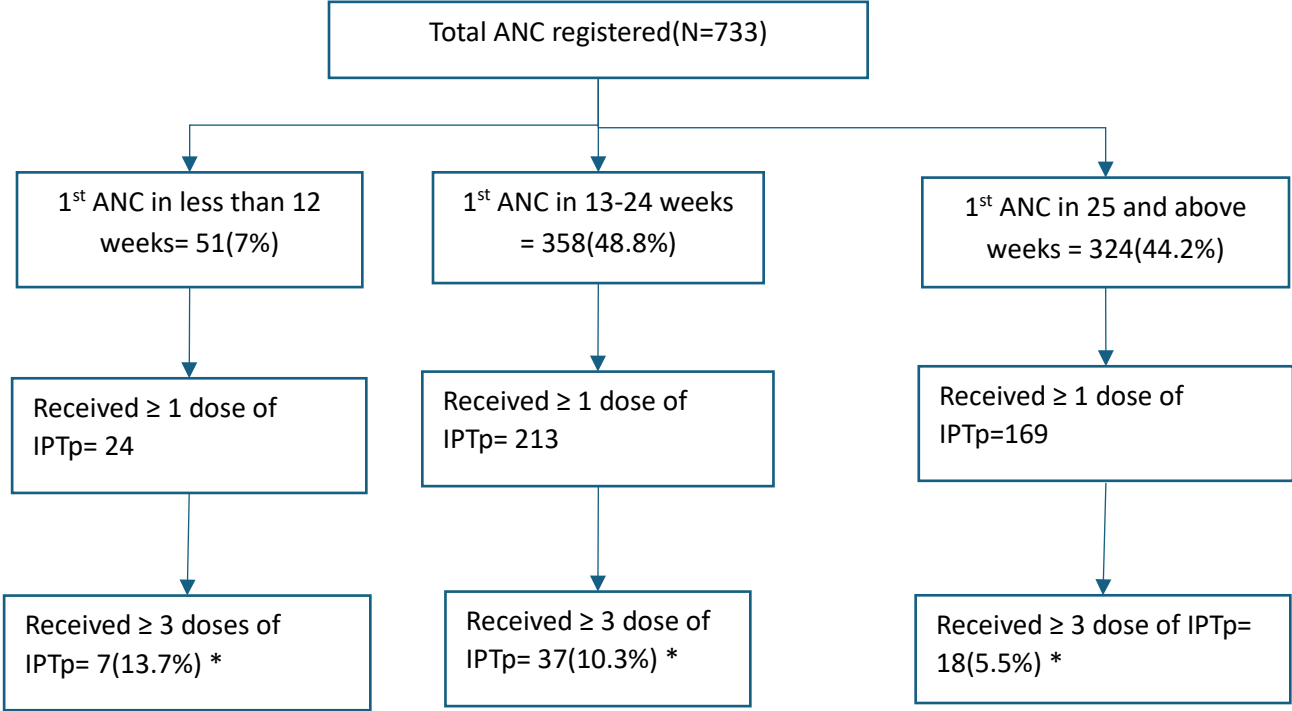 Total ANC registered(N=733)
1st ANC in less than 12
weeks= 51(7%)
1st ANC in 13-24 weeks
= 358(48.8%)
1st ANC in 25 and above
weeks = 324(44.2%)
Received ≥ 1 dose of
IPTp= 24
Received ≥ 1 dose of
IPTp= 213
Received ≥ 1 dose of
IPTp=169
Received ≥ 3 doses of
IPTp= 7(13.7%) *
Received ≥ 3 dose of
IPTp= 37(10.3%) *
Received ≥ 3 dose of IPTp=
18(5.5%) *